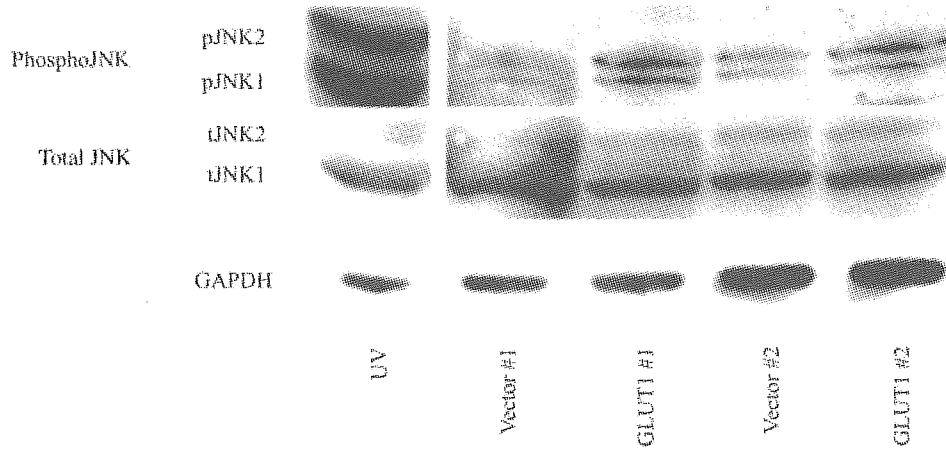 pJNK2
PhosphoJNK
pJNK1
tJNK2
Total JNK
tJNK1
GAPDH
UV
Vector #1
GLUT1 #1
Vector #2
GLUT1 #2